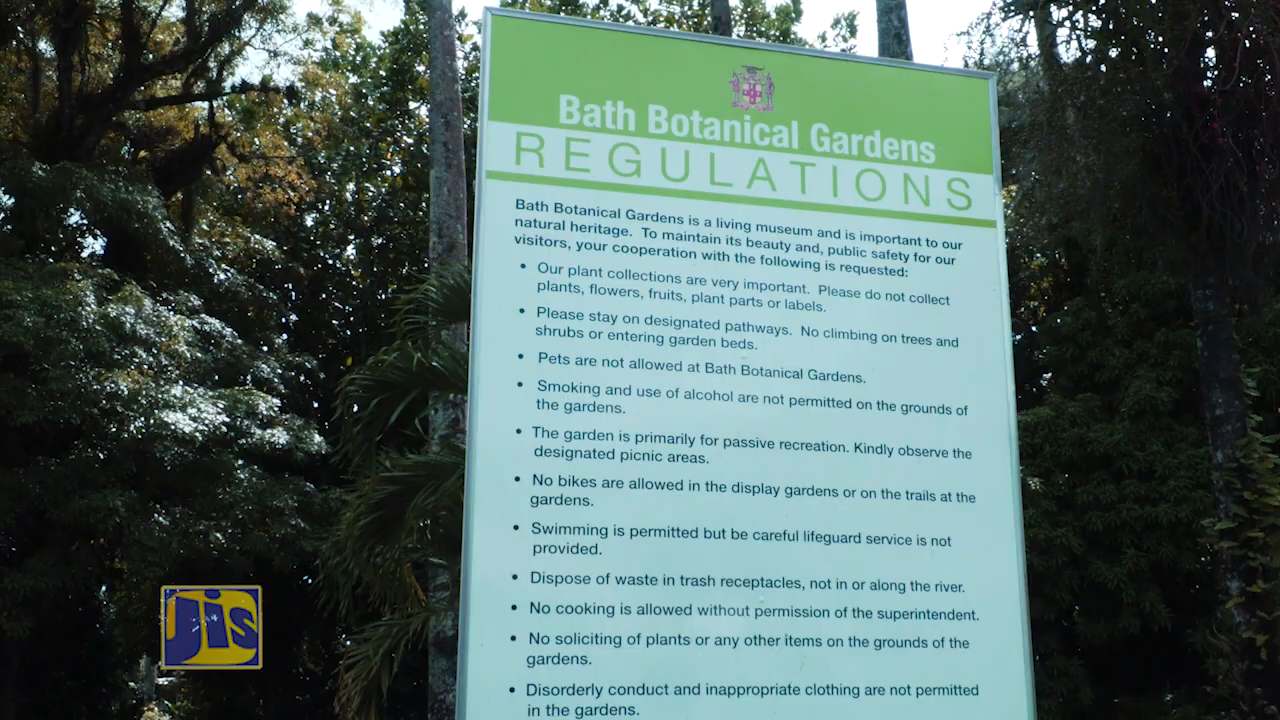 Bath Botanical Gardens
REGULATIONS
Bath Botanical Gardens is a living museum and is important to our
natural heritage. To maintain its beauty and, public safety for our
visitors, your cooperation with the following is requested:
• Our plant collections are very important. Please do not collect
plants, flowers, fruits, plant parts or labels.
• Please stay on designated pathways. No climbing on trees and
shrubs or entering garden beds.
• Pets are not allowed at Bath Botanical Gardens.
• Smoking and use of alcohol are not permitted on the grounds of
the gardens.
• The garden is primarily for passive recreation. Kindly observe the
designated picnic areas.
• No bikes are allowed in the display gardens or on the trails at the
gardens.
• Swimming is permitted but be careful lifeguard service is not
provided.
• Dispose of waste in trash receptacles, not in or along the river.
• No cooking is allowed without permission of the superintendent.
• No soliciting of plants or any other items on the grounds of the
gardens.
• Disorderly conduct and inappropriate clothing are not permitted
in the gardens.
Jis